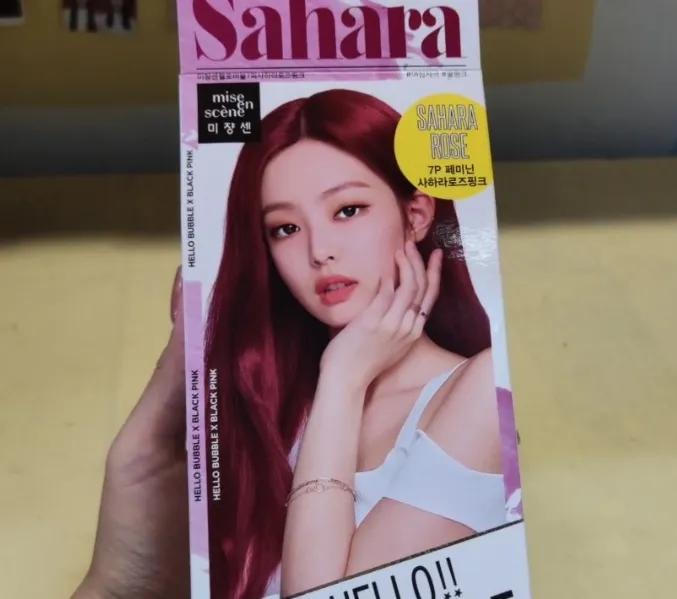 Sahara
mise
en
scène
미쟝센
SAHARA
ROSE
7P 페미닌
사하라로즈핑크
HELLO BUBBLE X BLACK PINK
HELLO BUBBLE X BLACK PINK
HELLO BUBBLE X BLACK PINK
HELLO!!